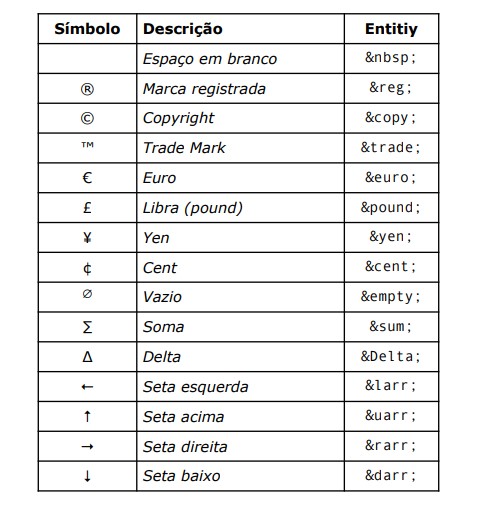 Símbolo Descrição Entitiy
Espaço em branco &nbsp;
® Marca registrada &reg;
© Copyright &copy;
™ Trade Mark &trade;
€ Euro &euro;
£ Libra (pound) &pound;
¥ Yen &yen;
¢ Cent &cent;
∅ Vazio &empty;
∑ Soma &sum;
Δ Delta &Delta;
← Seta esquerda &larr;
↑ Seta acima &uarr;
→ Seta direita &rarr;
↓ Seta baixo &darr;